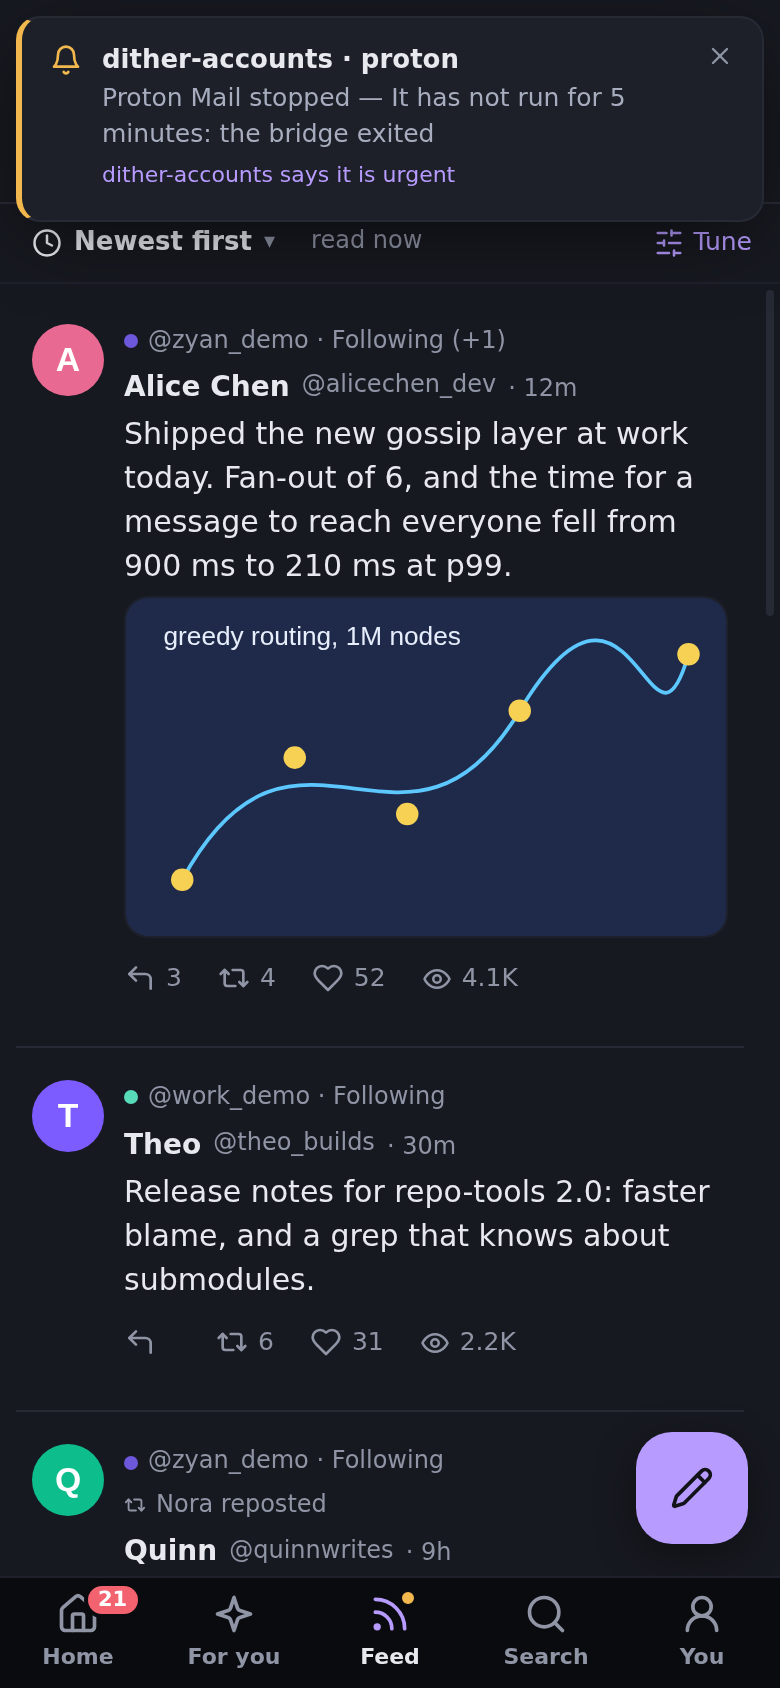 dither-accounts · proton
Proton Mail stopped — It has not run for 5
minutes: the bridge exited
dither-accounts says it is urgent
Newest first ▾ read now Tune
A
@zyan_demo · Following (+1)
Alice Chen @alicechen_dev · 12m
Shipped the new gossip layer at work
today. Fan-out of 6, and the time for a
message to reach everyone fell from
900 ms to 210 ms at p99.
greedy routing, 1M nodes
3 4 52 4.1K
T
@work_demo · Following
Theo @theo_builds · 30m
Release notes for repo-tools 2.0: faster
blame, and a grep that knows about
submodules.
6 31 2.2K
Q
@zyan_demo · Following
Nora reposted
Quinn @quinnwrites · 9h
21
Home For you Feed Search You